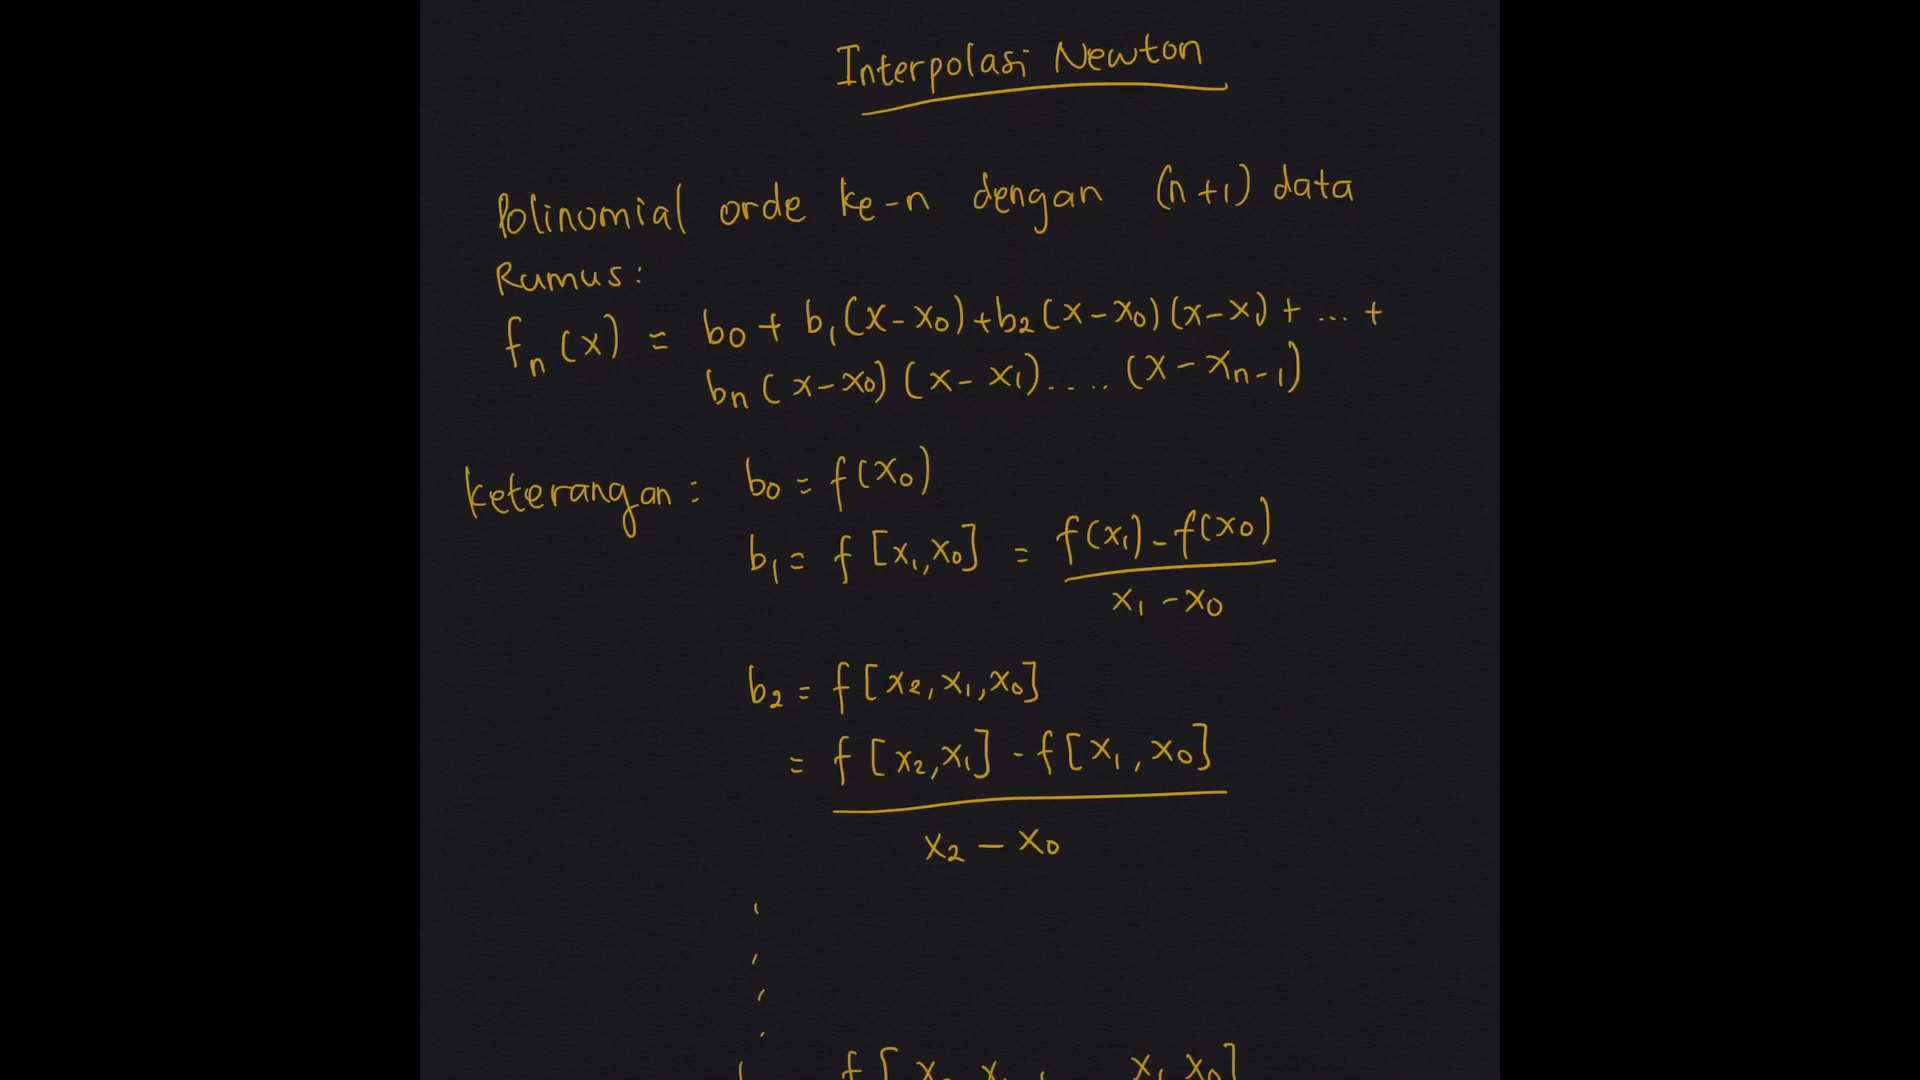 Interpolasi Newton
Polinomial orde ke-n dengan (n+1) data
Rumus:
fn(x) = b0 + b1(x-x0)+b2(x-x0)(x-x1)+ ... +
bn(x-x0)(x-x1)....(x-xn-1)
keterangan: b0 = f(x0)
b1 = f[x1,x0] = f(x1)-f(x0)
x1-x0
b2 = f[x2,x1,x0]
= f[x2,x1] - f[x1,x0]
x2 - x0